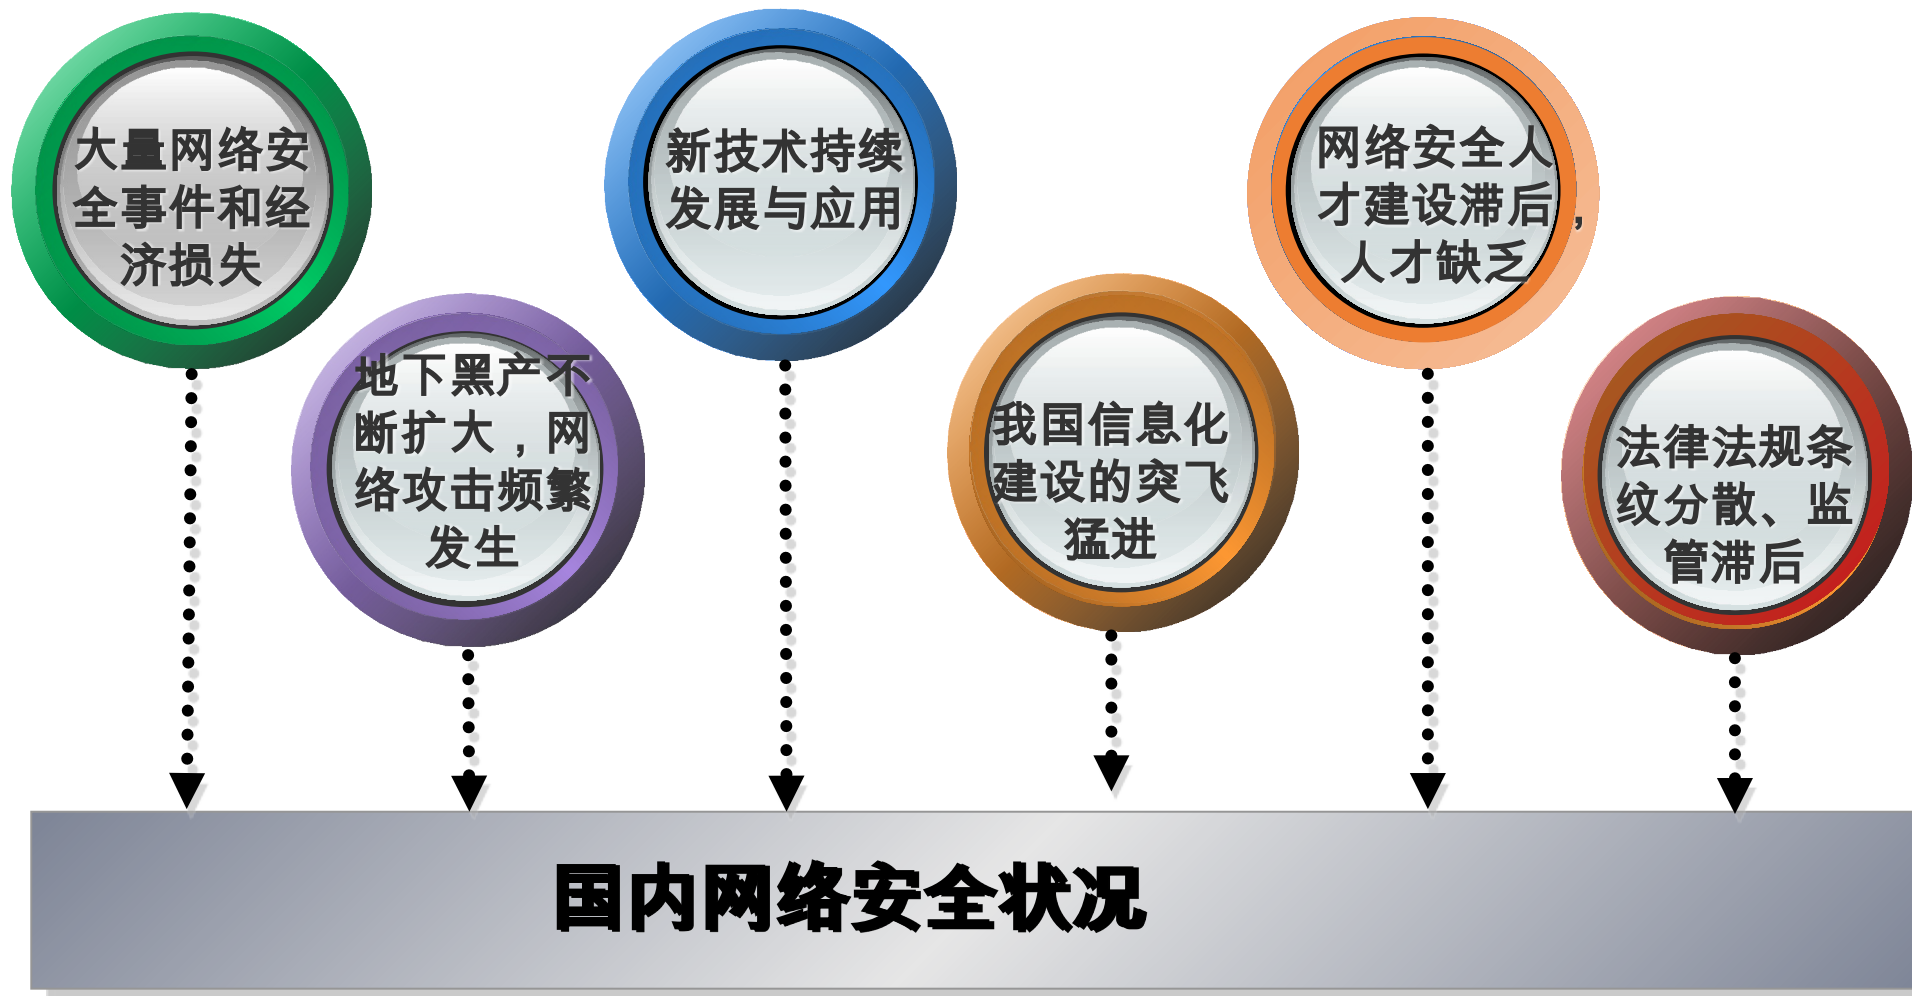 大量网络安
全事件和经
济损失
地下黑产不
断扩大，网
络攻击频繁
发生
新技术持续
发展与应用
我国信息化
建设的突飞
猛进
网络安全人
才建设滞后，
人才缺乏
法律法规条
纹分散、监
管滞后
国内网络安全状况